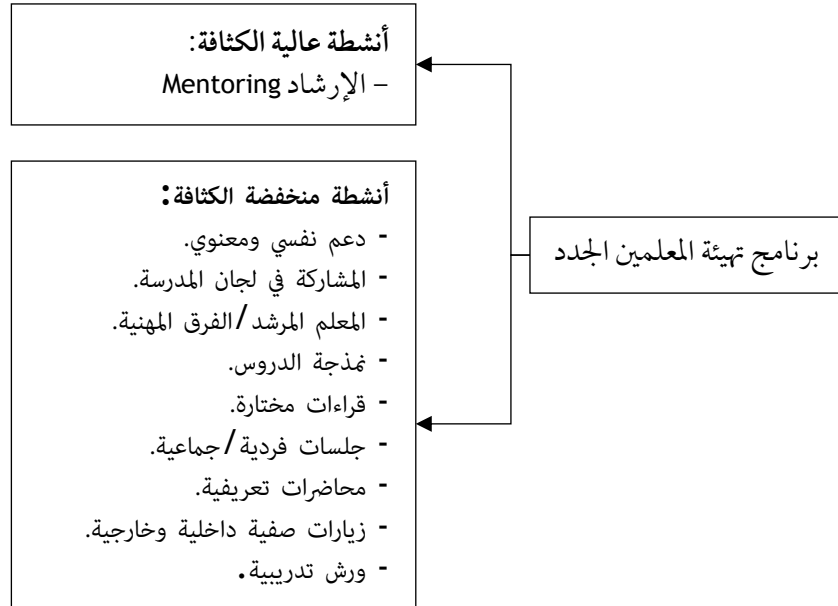 أنشطة عالية الكثافة:
– الإرشاد Mentoring
برنامج تهيئة المعلمين الجدد
أنشطة منخفضة الكثافة:
- دعم نفسي ومعنوي.
- المشاركة في لجان المدرسة.
- المعلم المرشد/الفرق المهنية.
- نمذجة الدروس.
- قراءات مختارة.
- جلسات فردية/جماعية.
- محاضرات تعريفية.
- زيارات صفية داخلية وخارجية.
- ورش تدريبية.